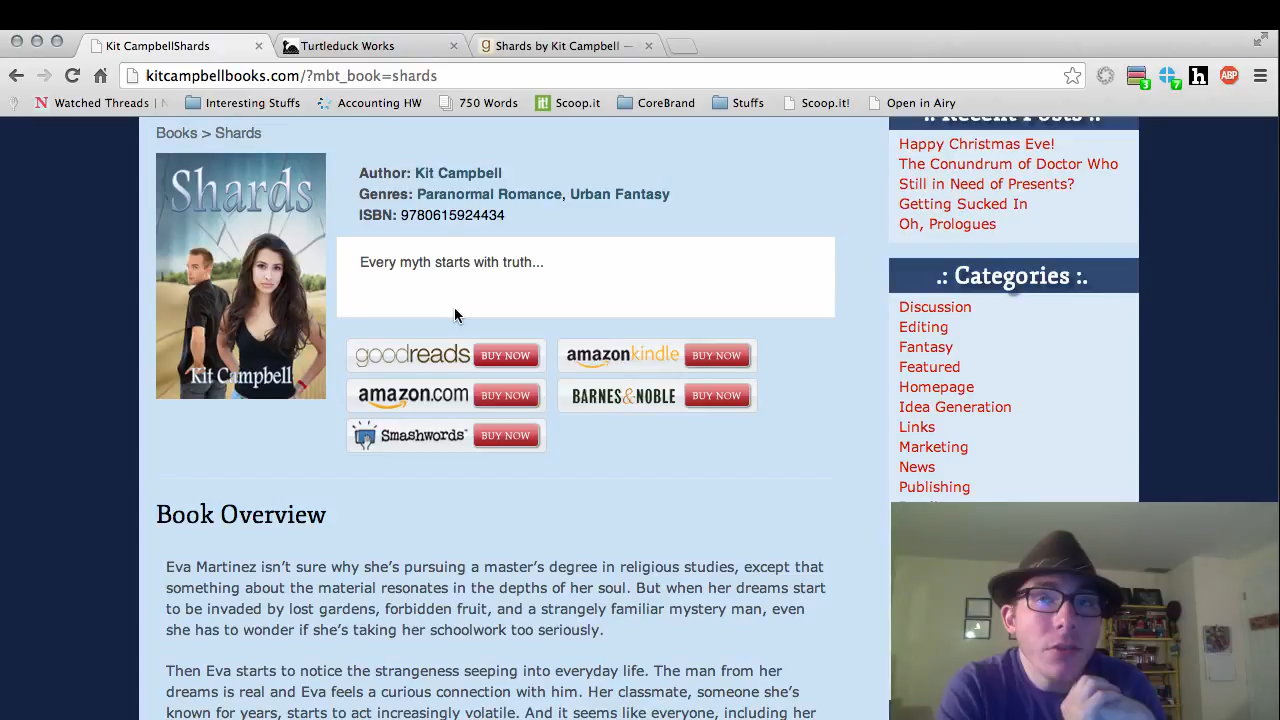 Kit CampbellShards
Turtleduck Works
Shards by Kit Campbell —
kitcampbellbooks.com/?mbt_book=shards
3
7
h
ABP
N Watched Threads | N
Interesting Stuffs
Accounting HW
750 Words
it! Scoop.it
CoreBrand
Stuffs
Scoop.it!
Open in Airy
Books > Shards
Shards
Kit Campbell
Author: Kit Campbell
Genres: Paranormal Romance, Urban Fantasy
ISBN: 9780615924434
Every myth starts with truth...
goodreads BUY NOW
amazonkindle BUY NOW
amazon.com BUY NOW
BARNES&NOBLE BUY NOW
Smashwords BUY NOW
Book Overview
Eva Martinez isn’t sure why she’s pursuing a master’s degree in religious studies, except that
something about the material resonates in the depths of her soul. But when her dreams start
to be invaded by lost gardens, forbidden fruit, and a strangely familiar mystery man, even
she has to wonder if she’s taking her schoolwork too seriously.
Then Eva starts to notice the strangeness seeping into everyday life. The man from her
dreams is real and Eva feels a curious connection with him. Her classmate, someone she’s
known for years, starts to act increasingly volatile. And it seems like everyone, including her
.: Recent Posts :.
Happy Christmas Eve!
The Conundrum of Doctor Who
Still in Need of Presents?
Getting Sucked In
Oh, Prologues
.: Categories :.
Discussion
Editing
Fantasy
Featured
Homepage
Idea Generation
Links
Marketing
News
Publishing